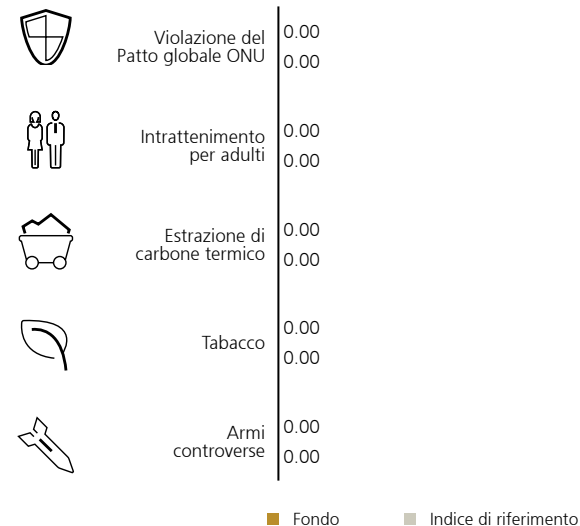 Violazione del
Patto globale ONU
0.00
0.00
Intrattenimento
per adulti
0.00
0.00
Estrazione di
carbone termico
0.00
0.00
Tabacco
0.00
0.00
Armi
controverse
0.00
0.00
Fondo
Indice di riferimento